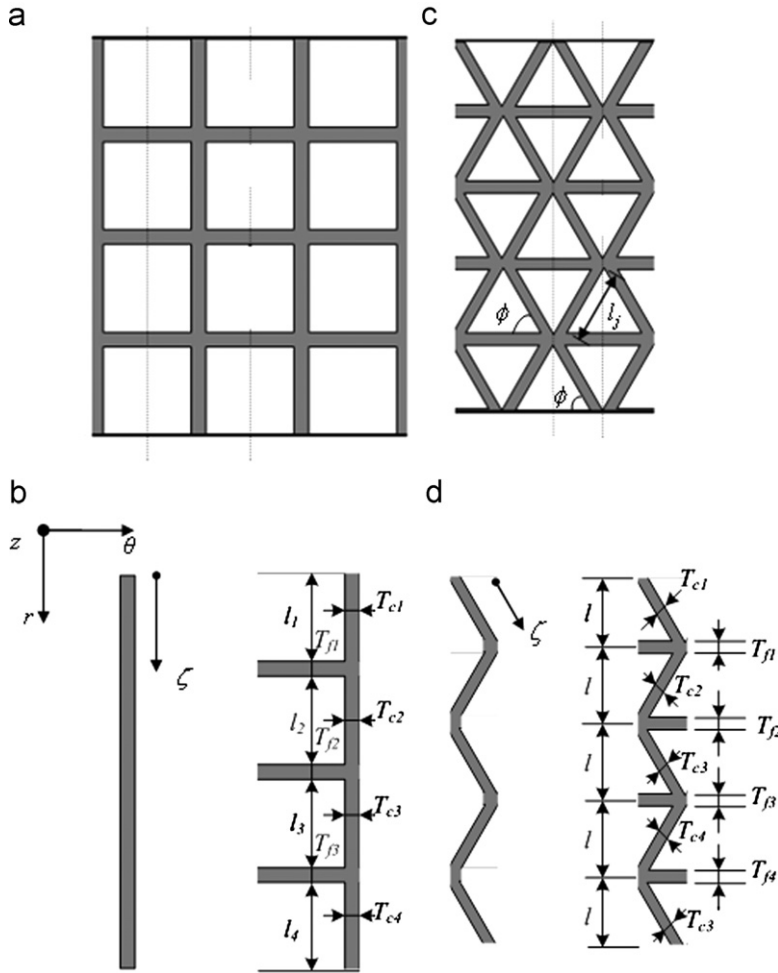 a
c
ϕ
l_j
ϕ
b
d
z
θ
r
ζ
l_1
T_c1
T_f1
l_2
T_c2
T_f2
l_3
T_c3
T_f3
l_4
T_c4
ζ
l
T_c1
T_f1
l
T_c2
T_f2
l
T_c3
T_f3
l
T_c4
T_f4
l
T_c3